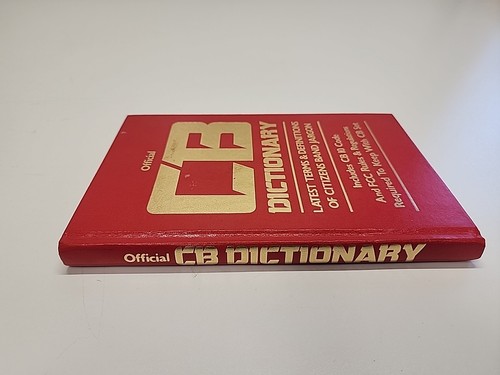 Official
CB
DICTIONARY
LATEST TERMS & DEFINITIONS
OF CITIZENS BAND JARGON
Includes CB 10 Code
And FCC Rules & Regulations
Required To Keep With CB Set
Official CB DICTIONARY